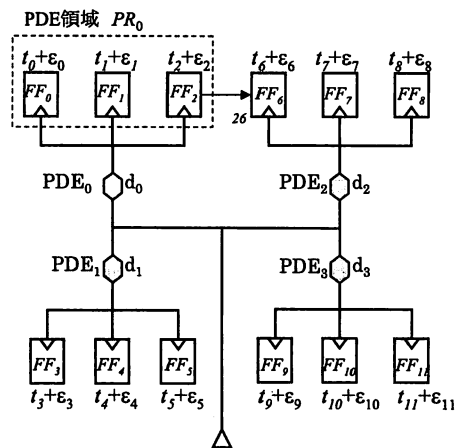 PDE領域 PR0
t0+ε0 t1+ε1 t2+ε2 t6+ε6 t7+ε7 t8+ε8
FF0 FF1 FF2 FF6 FF7 FF8
26
PDE0 d0 PDE2 d2
PDE1 d1 PDE3 d3
FF3 FF4 FF5 FF9 FF10 FF11
t3+ε3 t4+ε4 t5+ε5 t9+ε9 t10+ε10 t11+ε11